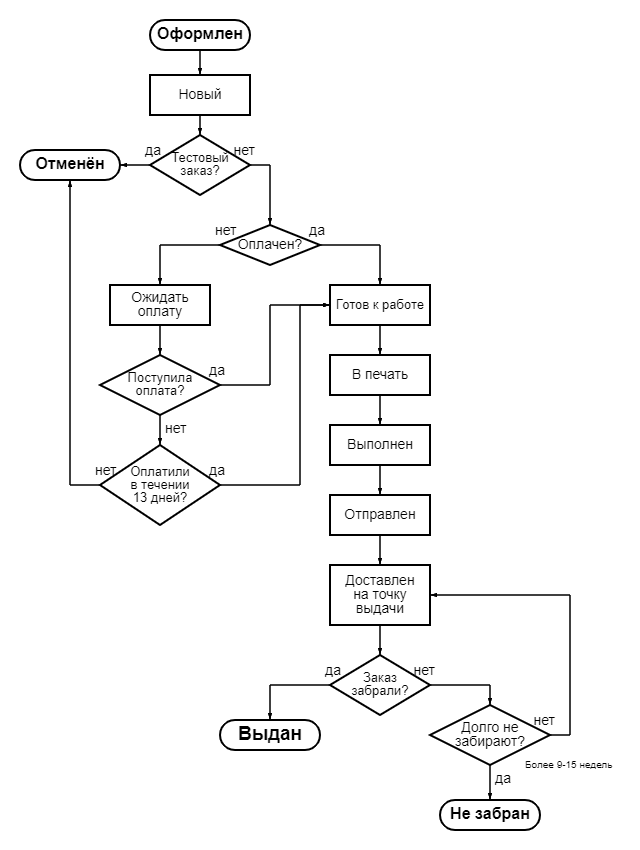 Оформлен
Новый
да
нет
Тестовый
заказ?
Отменён
нет
да
Оплачен?
Ожидать
оплату
Готов к работе
Поступила
оплата?
да
нет
В печать
Выполнен
нет
да
Оплатили
в течении
13 дней?
Отправлен
Доставлен
на точку
выдачи
да
нет
Заказ
забрали?
Выдан
Долго не
забирают?
нет
Более 9-15 недель
да
Не забран